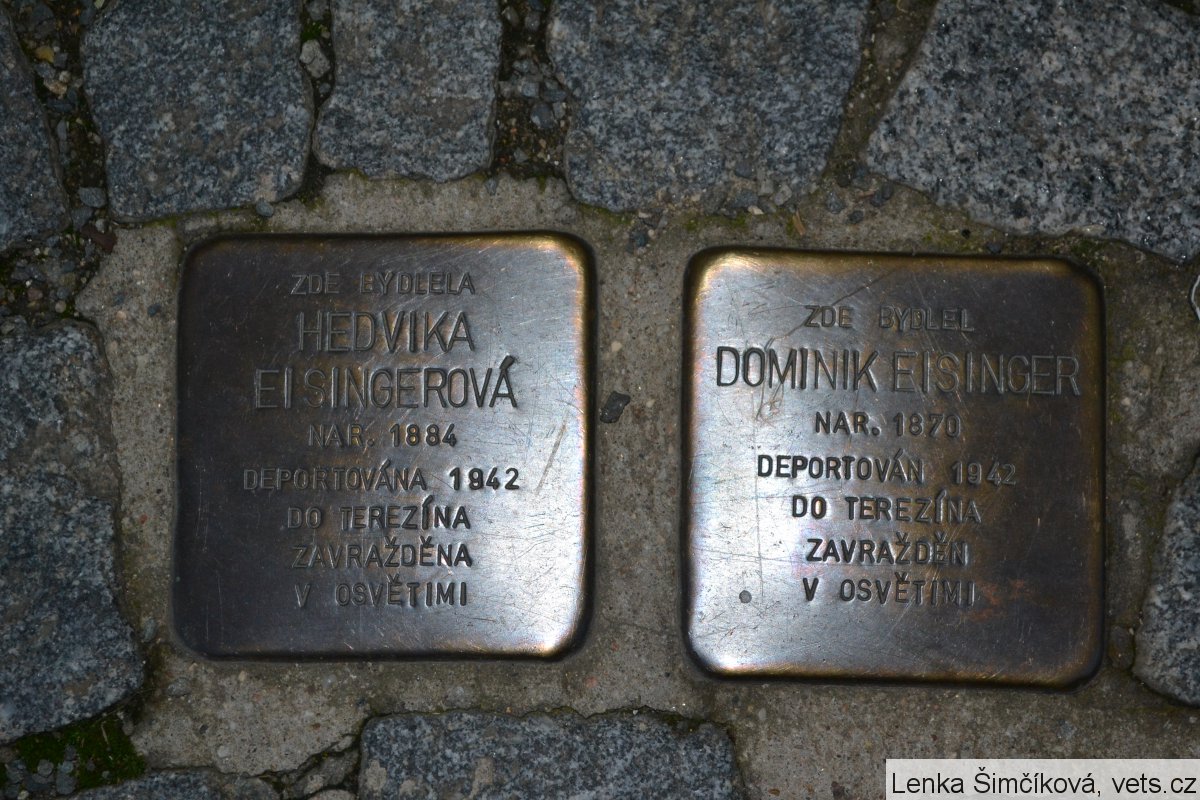 ZDE BYDLELA
HEDVIKA
EISINGEROVÁ
NAR. 1884
DEPORTOVÁNA 1942
DO TEREZÍNA
ZAVRAŽDĚNA
V OSVĚTIMI
ZDE BYDLEL
DOMINIK EISINGER
NAR. 1870
DEPORTOVÁN 1942
DO TEREZÍNA
ZAVRAŽDĚN
V OSVĚTIMI
Lenka Šimčíková, vets.cz